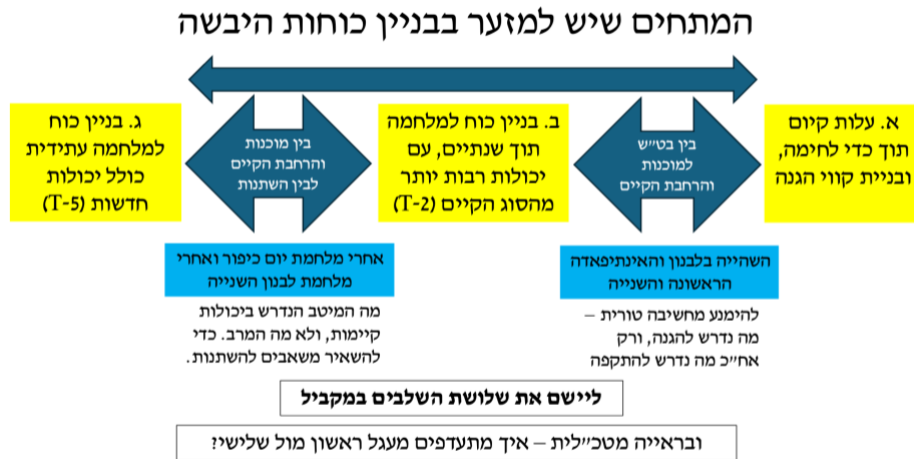 המתחים שיש למזער בבניין כוחות היבשה
א. עלות קיום
תוך כדי לחימה,
ובניית קווי הגנה
בין בט״ש
למוכנות
והרחבת הקיים
ב. בניין כוח למלחמה
תוך שנתיים, עם
יכולות רבות יותר
מהסוג הקיים (T-2)
בין מוכנות
והרחבת הקיים
לבין השתנות
ג. בניין כוח
למלחמה עתידית
כולל יכולות
חדשות (T-5)
השהייה בלבנון והאינתיפאדה
הראשונה והשנייה
להימנע מחשיבה טורית –
מה נדרש להגנה, ורק
אח״כ מה נדרש להתקפה
אחרי מלחמת יום כיפור ואחרי
מלחמת לבנון השנייה
מה המיטב הנדרש ביכולות
קיימות, ולא מה המרב. כדי
להשאיר משאבים להשתנות.
ליישם את שלושת השלבים במקביל
ובראייה מטכ״לית – איך מתעדפים מעגל ראשון מול שלישי?